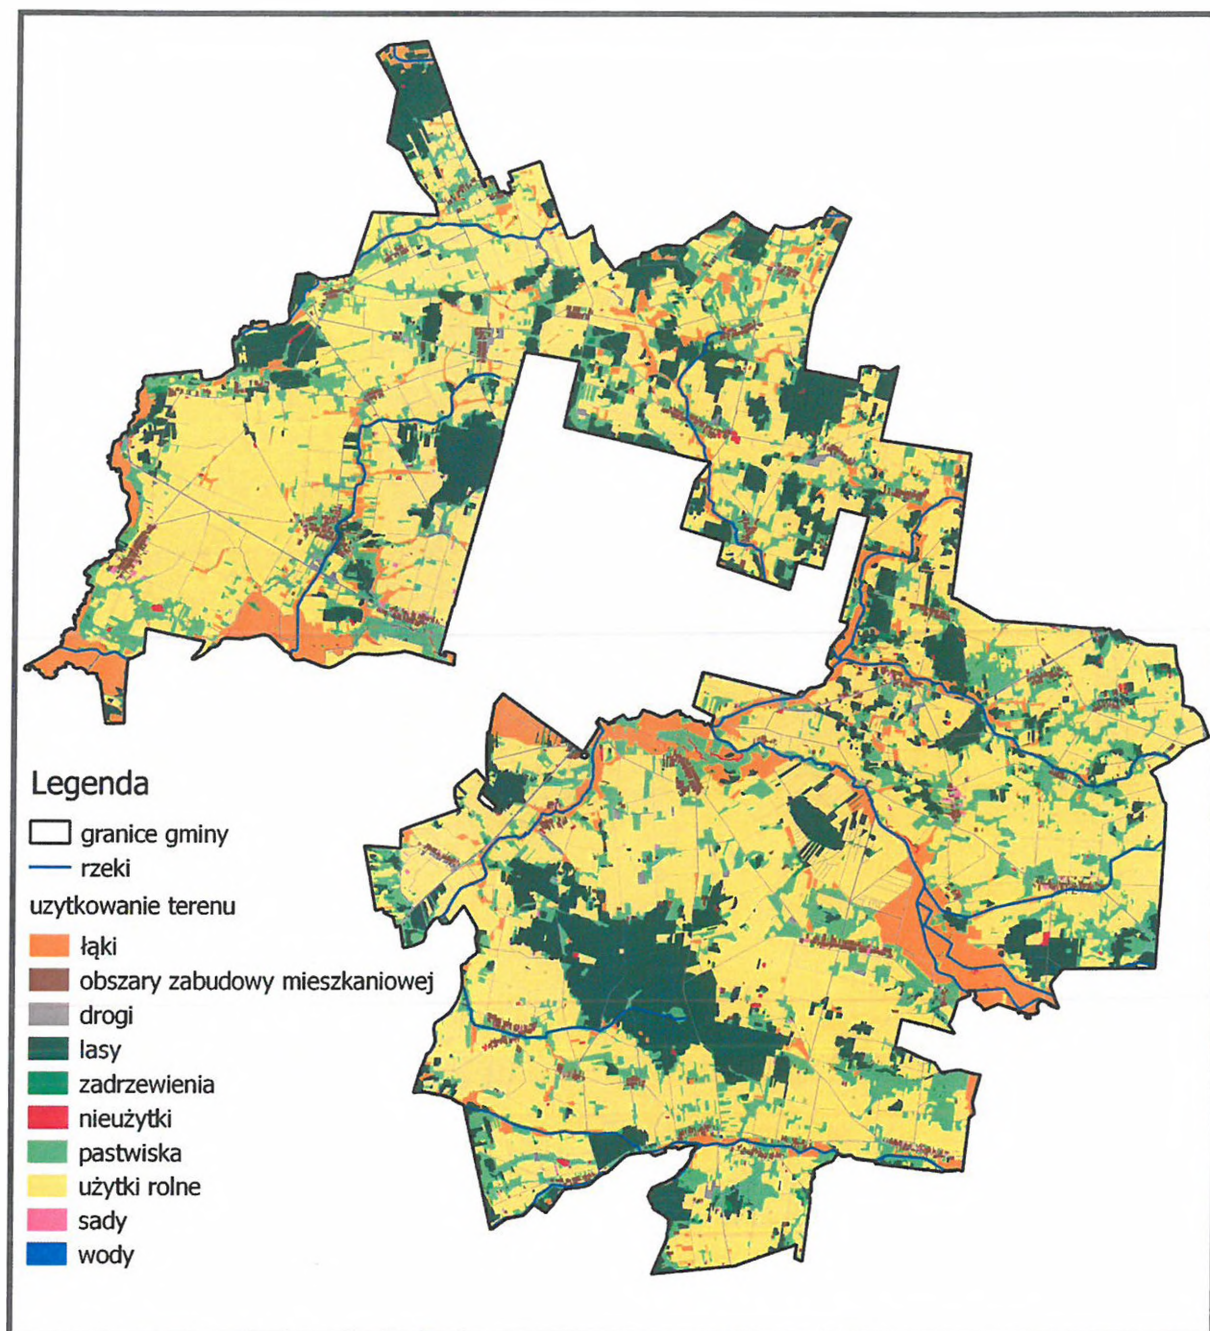 Legenda
granice gminy
rzeki
uzytkowanie terenu
łąki
obszary zabudowy mieszkaniowej
drogi
lasy
zadrzewienia
nieużytki
pastwiska
użytki rolne
sady
wody